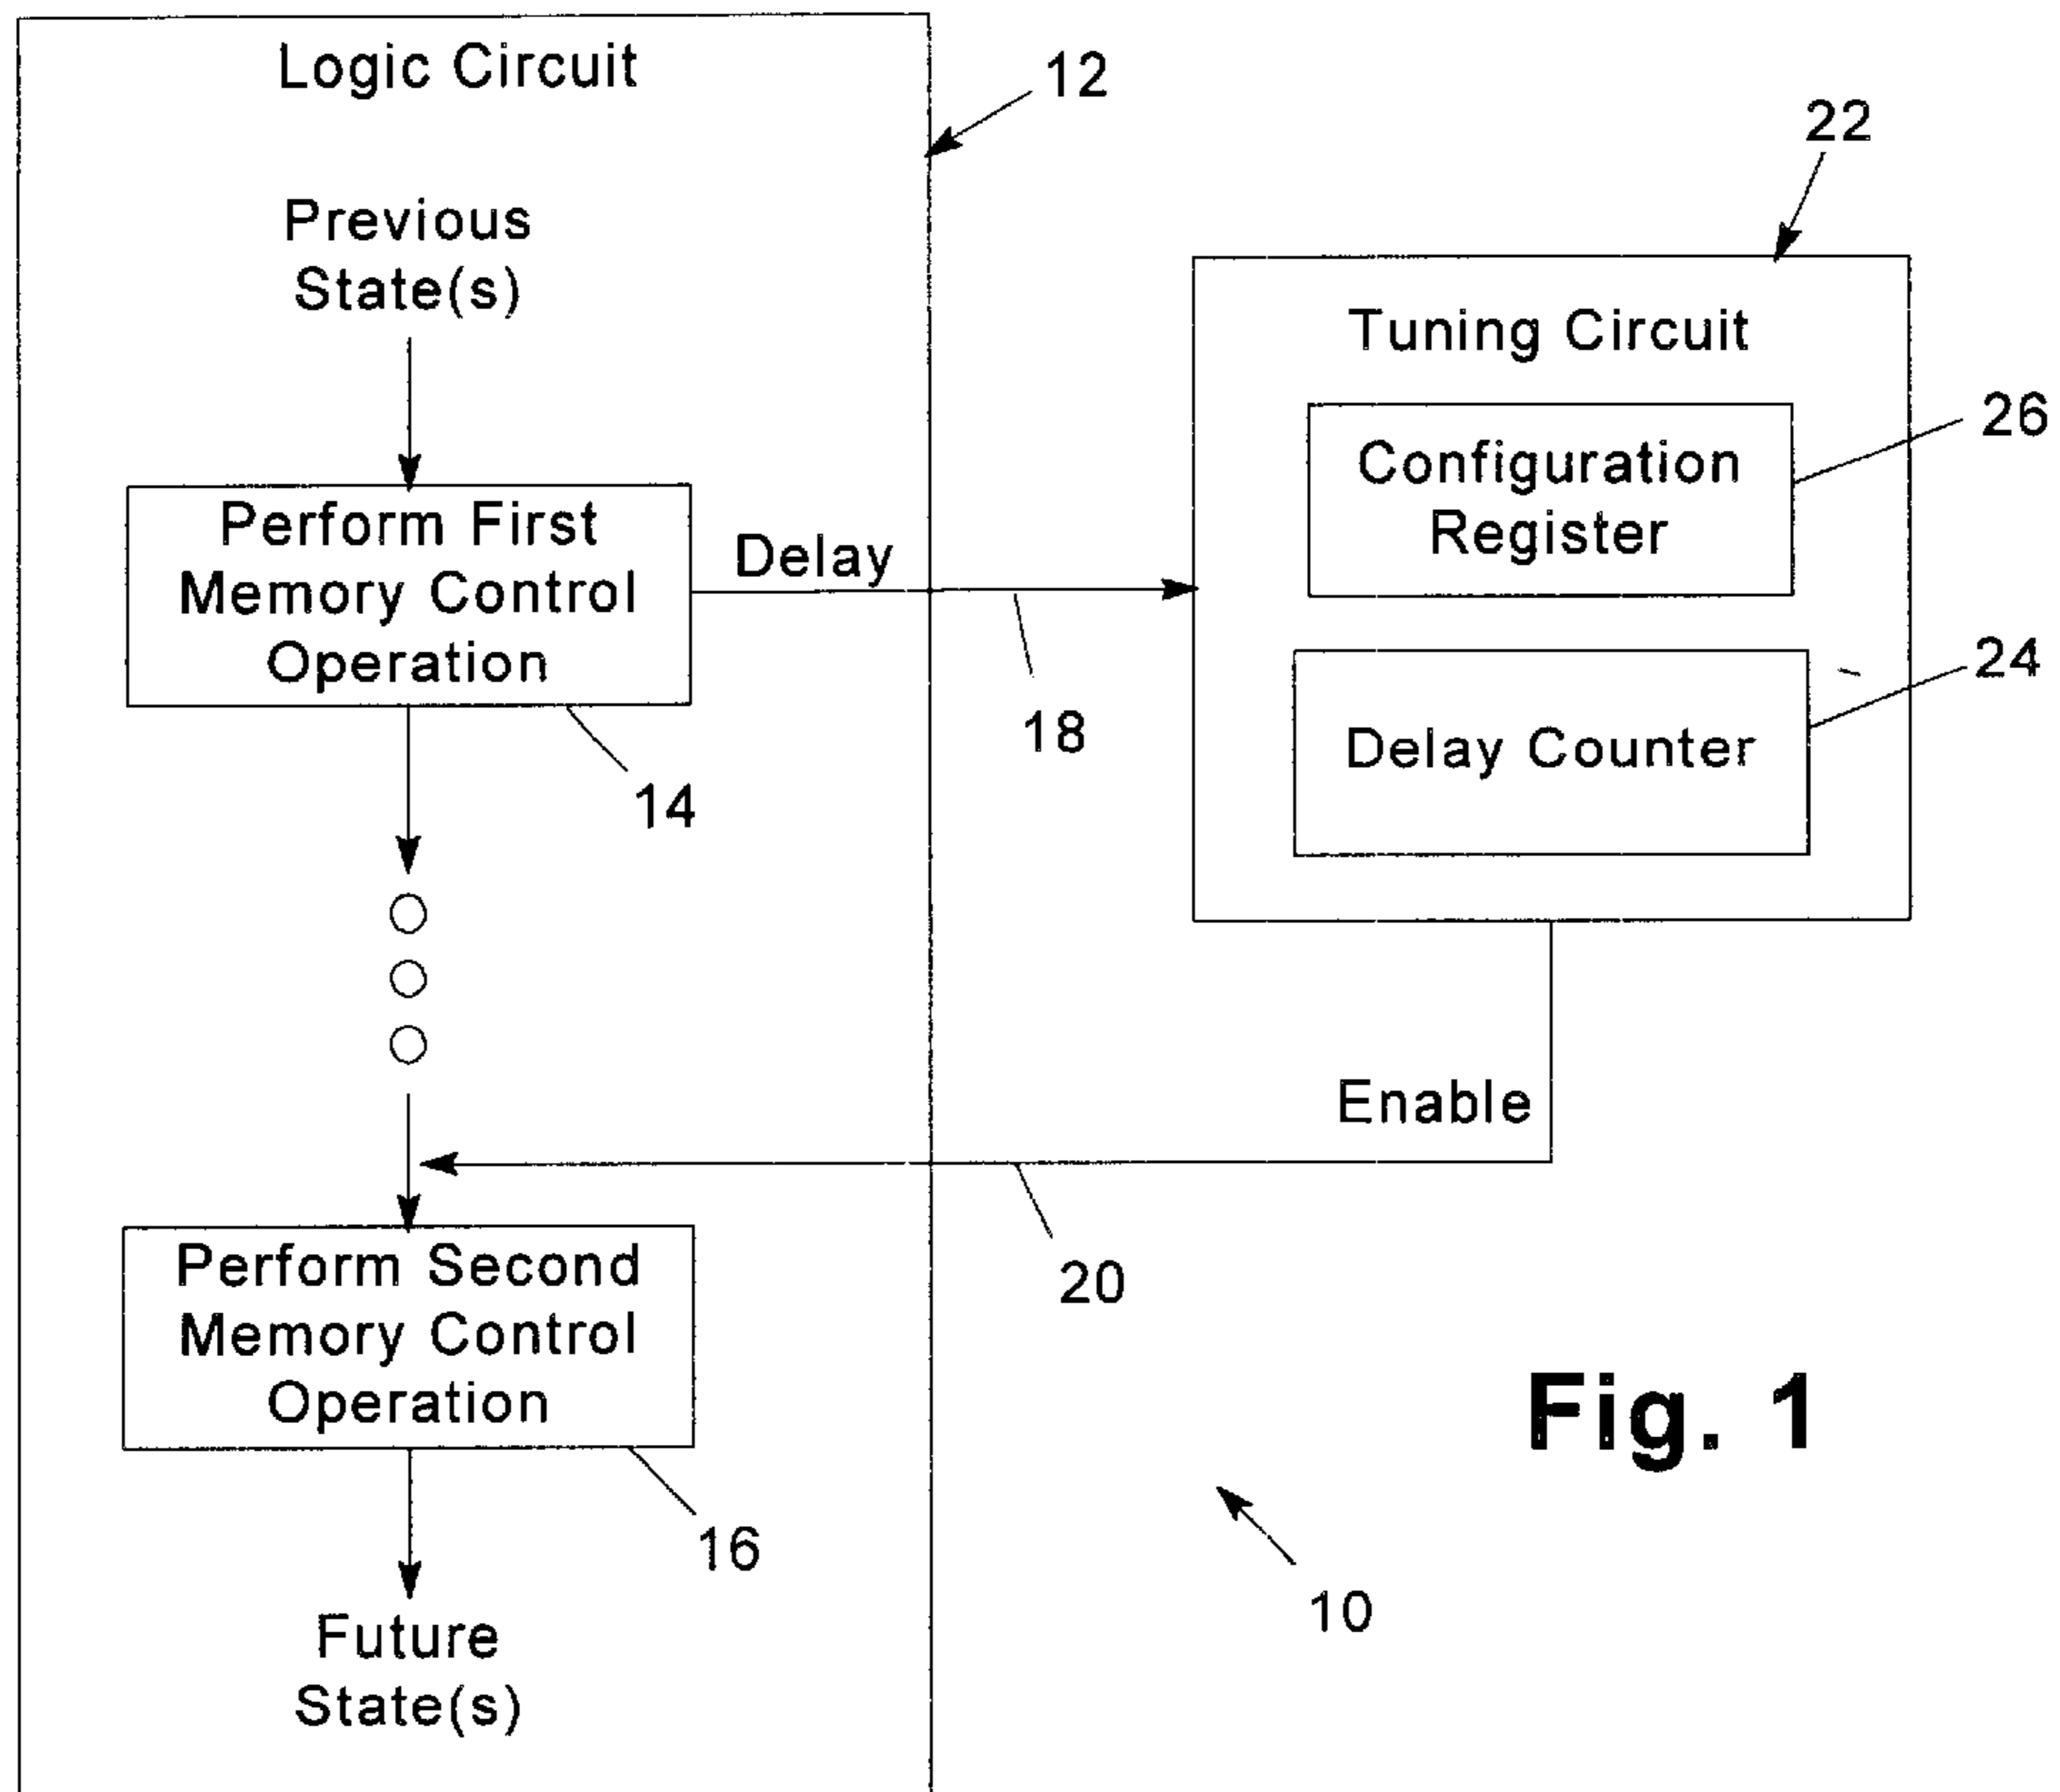 Logic Circuit
12
22
Previous
State(s)
Tuning Circuit
26
Configuration
Register
Perform First
Memory Control
Operation
Delay
18
24
Delay Counter
14
Enable
20
Perform Second
Memory Control
Operation
Fig. 1
16
10
Future
State(s)